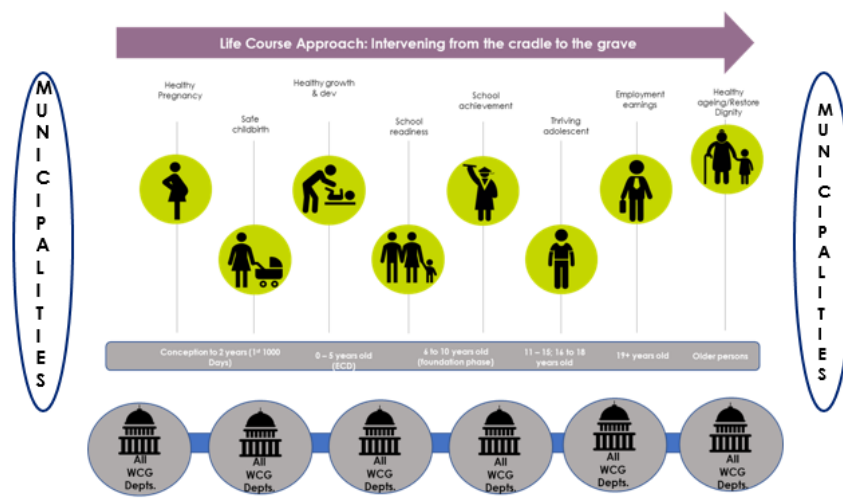 Life Course Approach: Intervening from the cradle to the grave
MUNICIPALITIES
Healthy
Pregnancy
Safe
childbirth
Healthy growth
& dev
School
readiness
School
achievement
Thriving
adolescent
Employment
earnings
Healthy
ageing/Restore
Dignity
MUNICIPALITIES
Conception to 2 years (1st 1000
Days)
0 – 5 years old
(ECD)
6 to 10 years old
(foundation phase)
11 – 15; 16 to 18
years old
19+ years old
Older persons
All
WCG
Depts.
All
WCG
Depts.
All
WCG
Depts.
All
WCG
Depts.
All
WCG
Depts.
All
WCG
Depts.